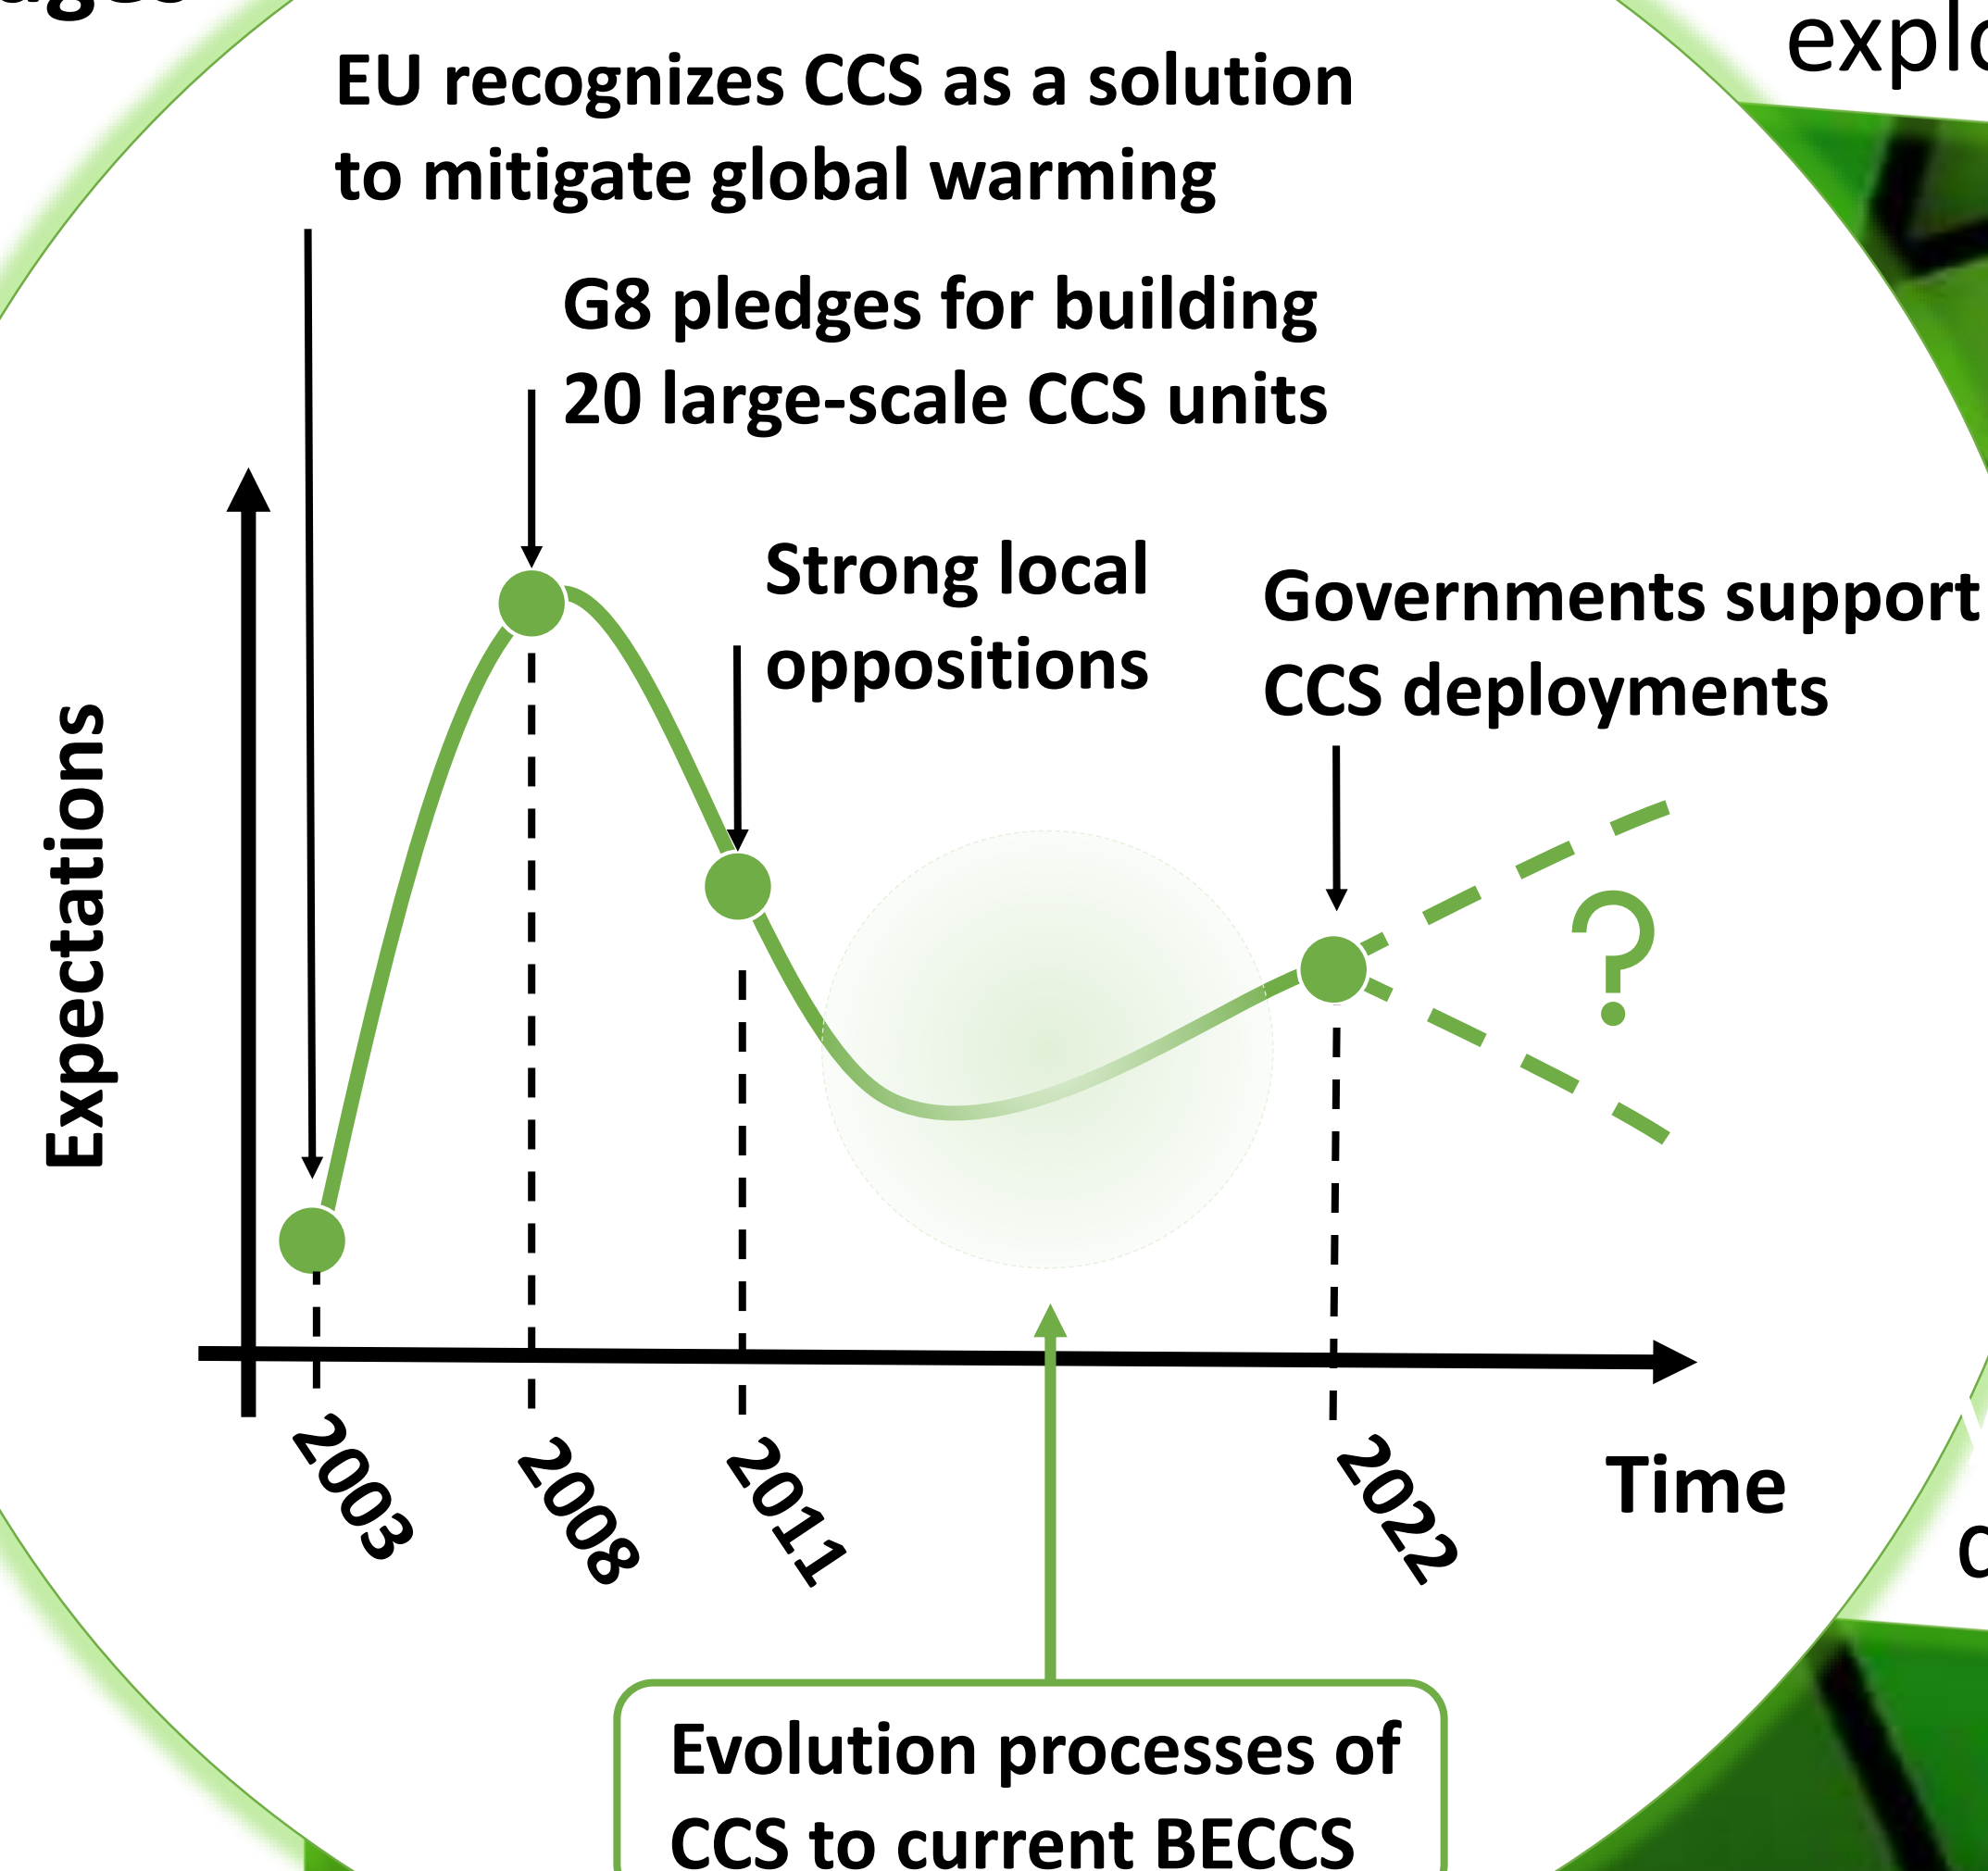 EU recognizes CCS as a solution
to mitigate global warming
G8 pledges for building
20 large-scale CCS units
Strong local
oppositions
Governments support
CCS deployments
Expectations
?
2003
2008
2011
2022
Time
Evolution processes of
CCS to current BECCS